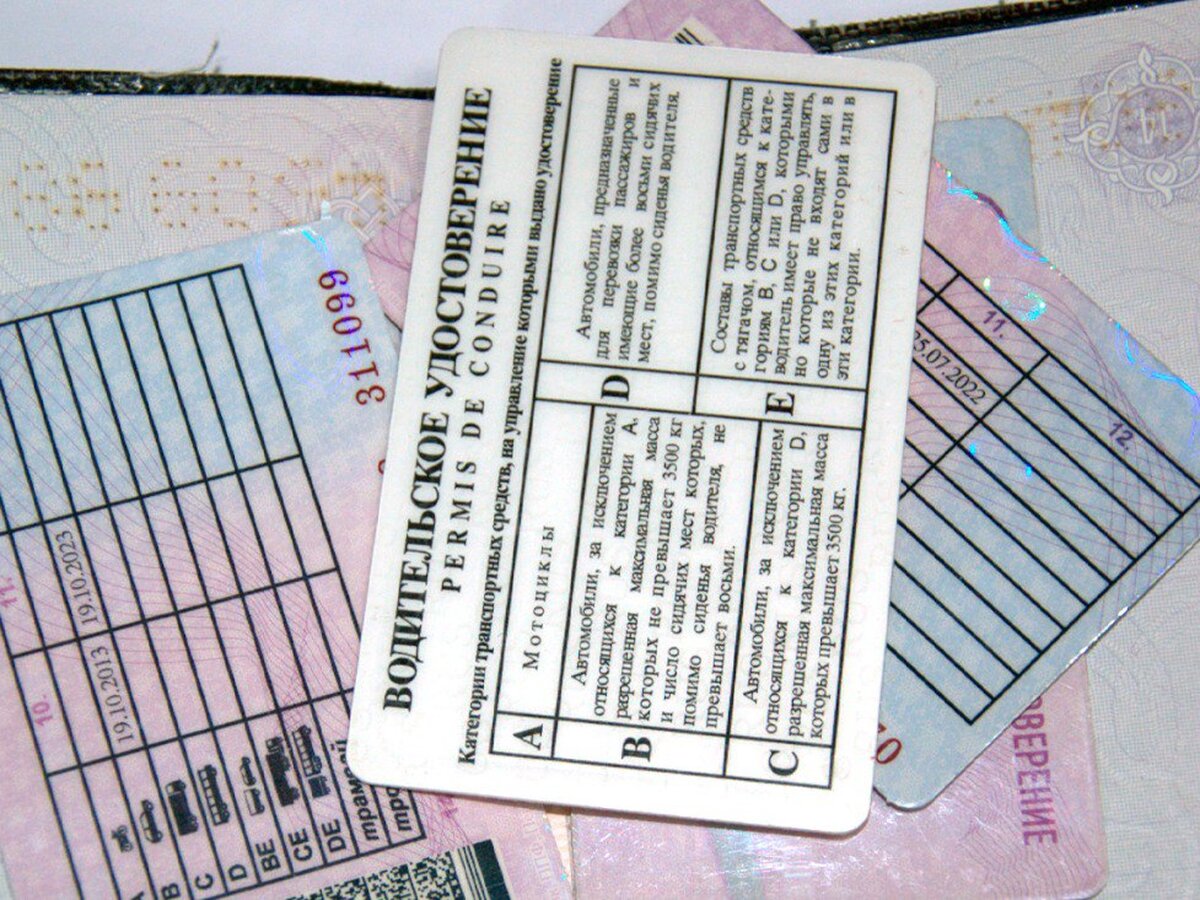 ВОДИТЕЛЬСКОЕ УДОСТОВЕРЕНИЕ
PERMIS DE CONDUIRE
Категории транспортных средств, на управление которыми выдано удостоверение
A
Мотоциклы
B
Автомобили, за исключением
относящихся к категории A,
разрешенная максимальная масса
которых не превышает 3500 кг
и число сидячих мест которых,
помимо сиденья водителя, не
превышает восьми.
C
Автомобили, за исключением
относящихся к категории D,
разрешенная максимальная масса
которых превышает 3500 кг.
D
Автомобили, предназначенные
для перевозки пассажиров и
имеющие более восьми сидячих
мест, помимо сиденья водителя.
E
Составы транспортных средств
с тягачом, относящимся к кате-
гориям B, C или D, которыми
водитель имеет право управлять,
но которые не входят сами в
одну из этих категорий или в
эти категории.
311099
10.
11.
19.10.2013
19.10.2023
B
C
D
BE
CE
DE
11.
12.
25.07.2022
ОВЕРЕНИЕ